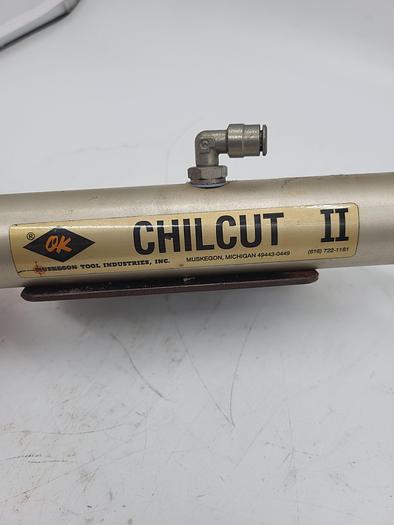 ® OK CHILCUT II
MUSKEGON TOOL INDUSTRIES, INC. MUSKEGON, MICHIGAN 49443-0449 (616) 722-1161